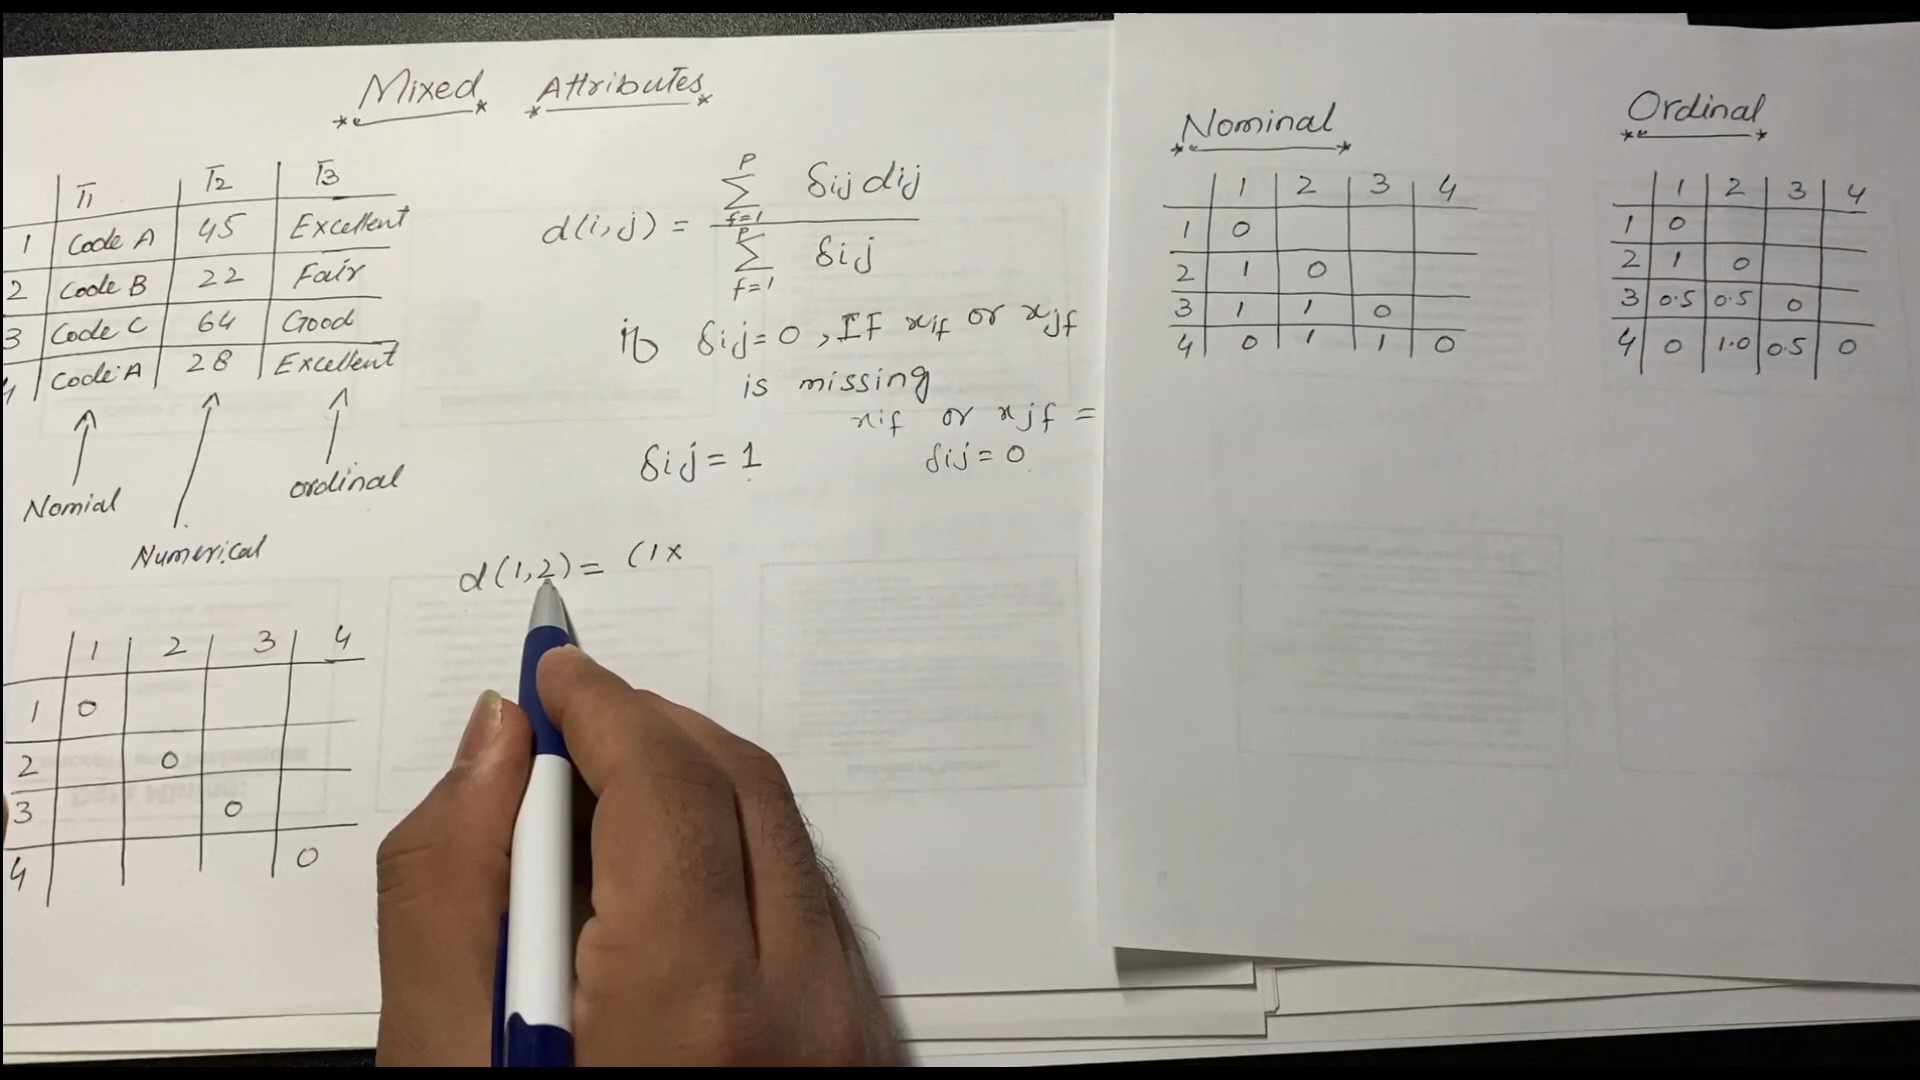 Mixed Attributes
T1 T2 T3
1 Code A 45 Excellent
2 Code B 22 Fair
3 Code C 64 Good
4 Code A 28 Excellent
Nomial
Numerical
ordinal
d(i,j) = Σ f=1 P δij dij / Σ f=1 P δij
δij=0, IF xif or xjf
is missing
xif or xjf =
δij = 1 δij = 0
d(1,2) = (1×
1 2 3 4
1 0
2 0
3 0
4 0
Nominal
1 2 3 4
1 0
2 1 0
3 1 1 0
4 0 1 1 0
Ordinal
1 2 3 4
1 0
2 1 0
3 0.5 0.5 0
4 0 1.0 0.5 0